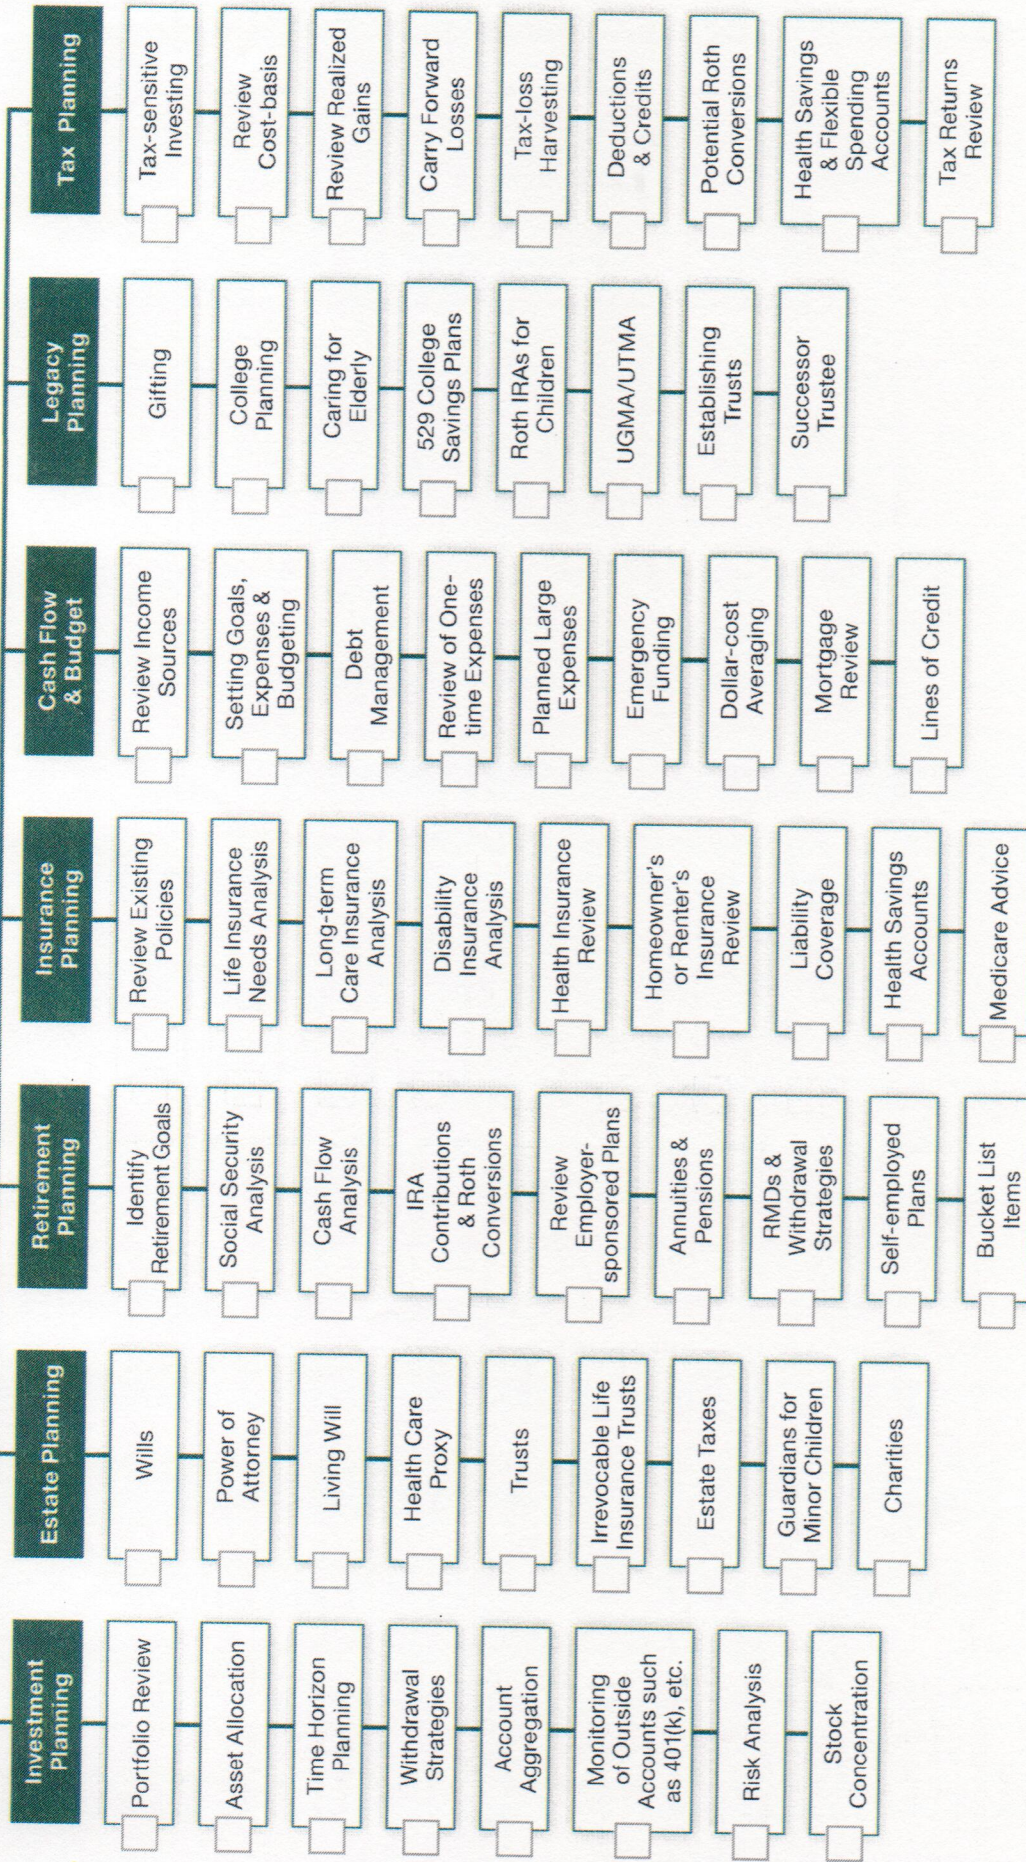 Investment
Planning
Portfolio Review
Asset Allocation
Time Horizon
Planning
Withdrawal
Strategies
Account
Aggregation
Monitoring
of Outside
Accounts such
as 401(k), etc.
Risk Analysis
Stock
Concentration
Estate Planning
Wills
Power of
Attorney
Living Will
Health Care
Proxy
Trusts
Irrevocable Life
Insurance Trusts
Estate Taxes
Guardians for
Minor Children
Charities
Retirement
Planning
Identify
Retirement Goals
Social Security
Analysis
Cash Flow
Analysis
IRA
Contributions
& Roth
Conversions
Review
Employer-
sponsored Plans
Annuities &
Pensions
RMDs &
Withdrawal
Strategies
Self-employed
Plans
Bucket List
Items
Insurance
Planning
Review Existing
Policies
Life Insurance
Needs Analysis
Long-term
Care Insurance
Analysis
Disability
Insurance
Analysis
Health Insurance
Review
Homeowner's
or Renter's
Insurance
Review
Liability
Coverage
Health Savings
Accounts
Medicare Advice
Cash Flow
& Budget
Review Income
Sources
Setting Goals,
Expenses &
Budgeting
Debt
Management
Review of One-
time Expenses
Planned Large
Expenses
Emergency
Funding
Dollar-cost
Averaging
Mortgage
Review
Lines of Credit
Legacy
Planning
Gifting
College
Planning
Caring for
Elderly
529 College
Savings Plans
Roth IRAs for
Children
UGMA/UTMA
Establishing
Trusts
Successor
Trustee
Tax Planning
Tax-sensitive
Investing
Review
Cost-basis
Review Realized
Gains
Carry Forward
Losses
Tax-loss
Harvesting
Deductions
& Credits
Potential Roth
Conversions
Health Savings
& Flexible
Spending
Accounts
Tax Returns
Review